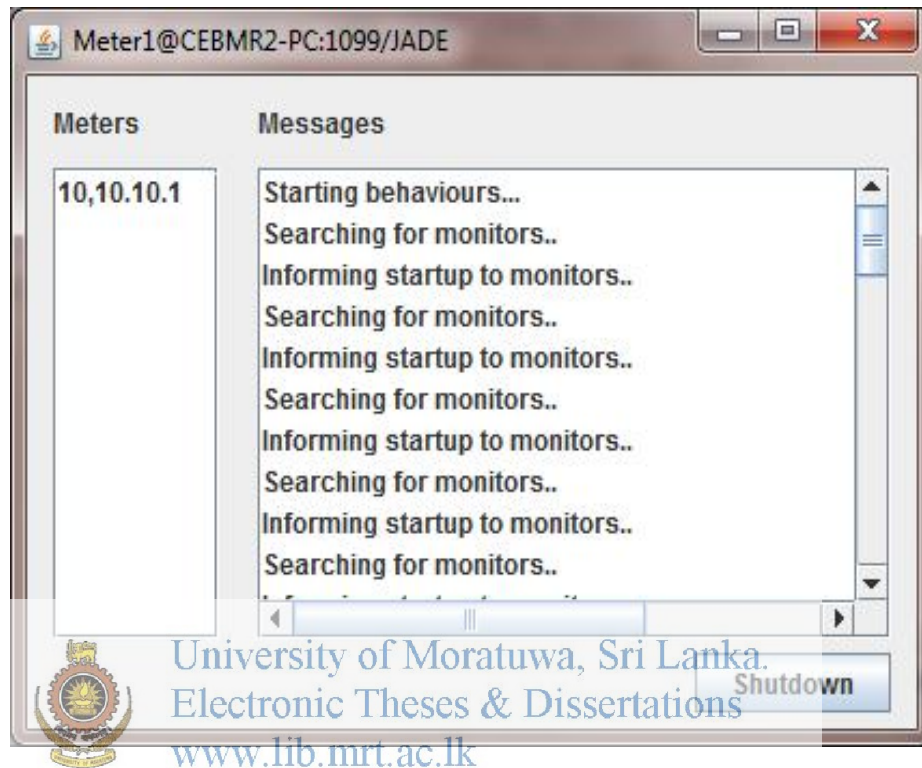 Meter1@CEBMR2-PC:1099/JADE
Meters
Messages
10,10.10.1
Starting behaviours...
Searching for monitors..
Informing startup to monitors..
Searching for monitors..
Informing startup to monitors..
Searching for monitors..
Informing startup to monitors..
Searching for monitors..
Informing startup to monitors..
Searching for monitors..
Shutdown
University of Moratuwa, Sri Lanka.
Electronic Theses & Dissertations
www.lib.mrt.ac.lk